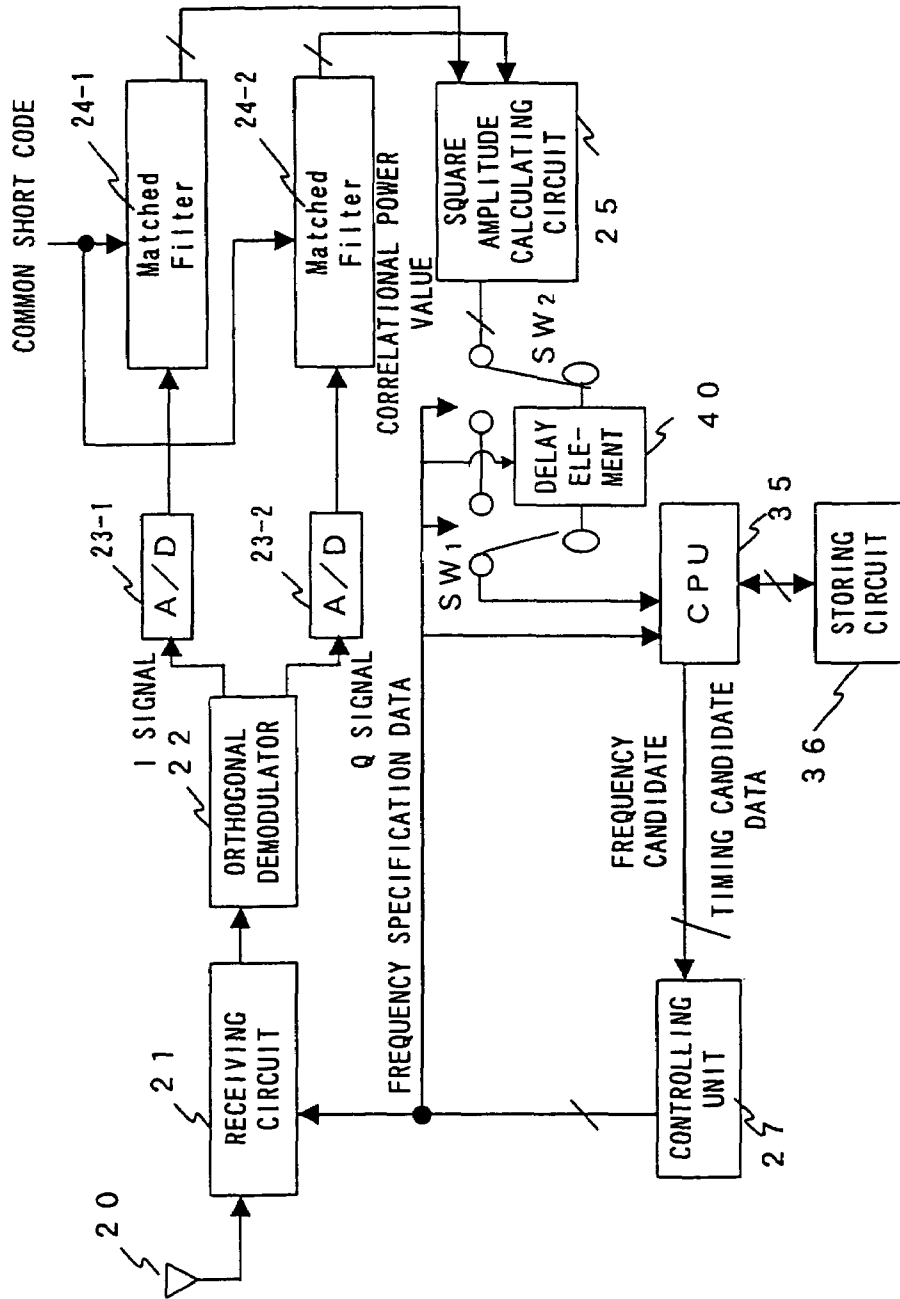 20
21
RECEIVING
CIRCUIT
22
ORTHOGONAL
DEMODULATOR
I SIGNAL
Q SIGNAL
23-1
A/D
23-2
A/D
COMMON SHORT CODE
24-1
Matched
Filter
24-2
Matched
Filter
CORRELATIONAL POWER
VALUE
SQUARE
AMPLITUDE
CALCULATING
CIRCUIT
25
SW2
SW1
DELAY
ELE-
MENT
40
FREQUENCY SPECIFICATION DATA
CPU
35
STORING
CIRCUIT
36
FREQUENCY
CANDIDATE
TIMING CANDIDATE
DATA
CONTROLLING
UNIT
27